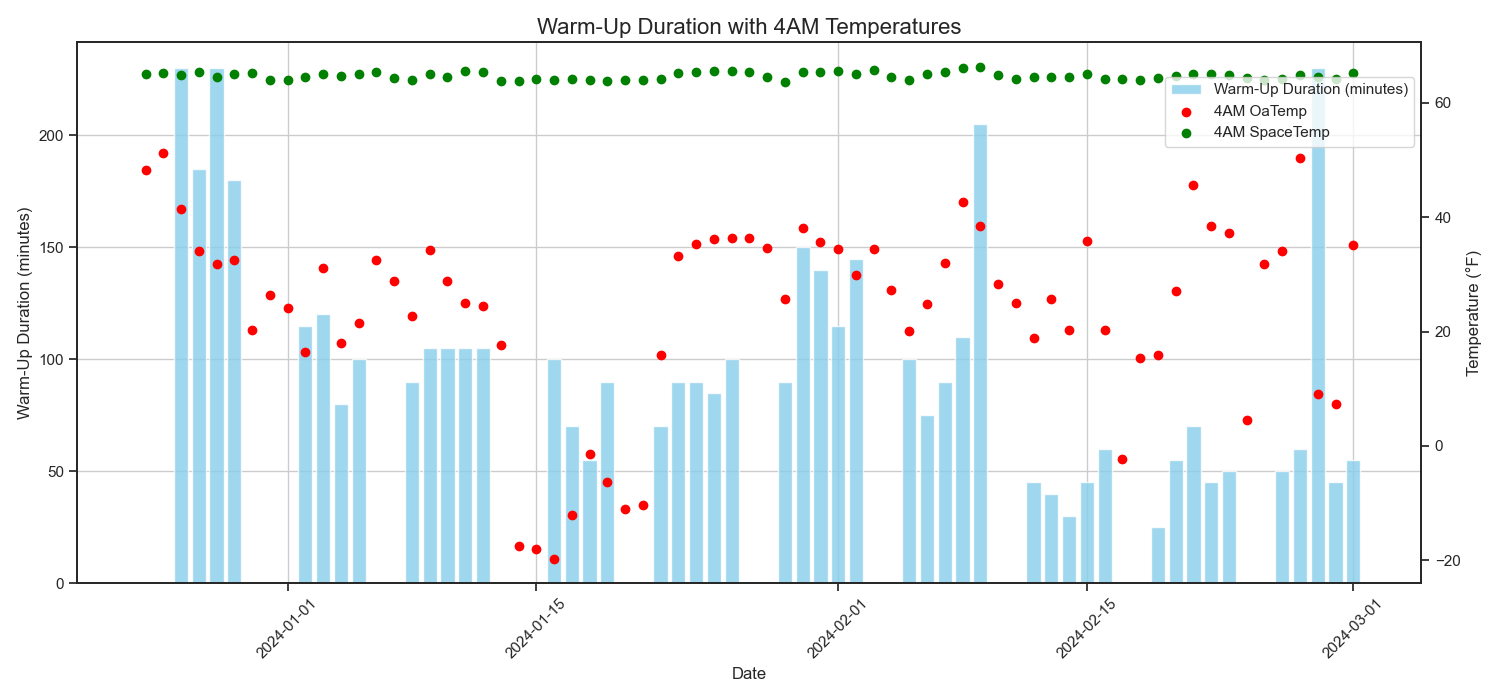 Warm-Up Duration with 4AM Temperatures
Warm-Up Duration (minutes)
4AM OaTemp
4AM SpaceTemp
200
150
100
50
0
60
40
20
0
−20
Warm-Up Duration (minutes)
Temperature (°F)
2024-01-01
2024-01-15
2024-02-01
2024-02-15
2024-03-01
Date